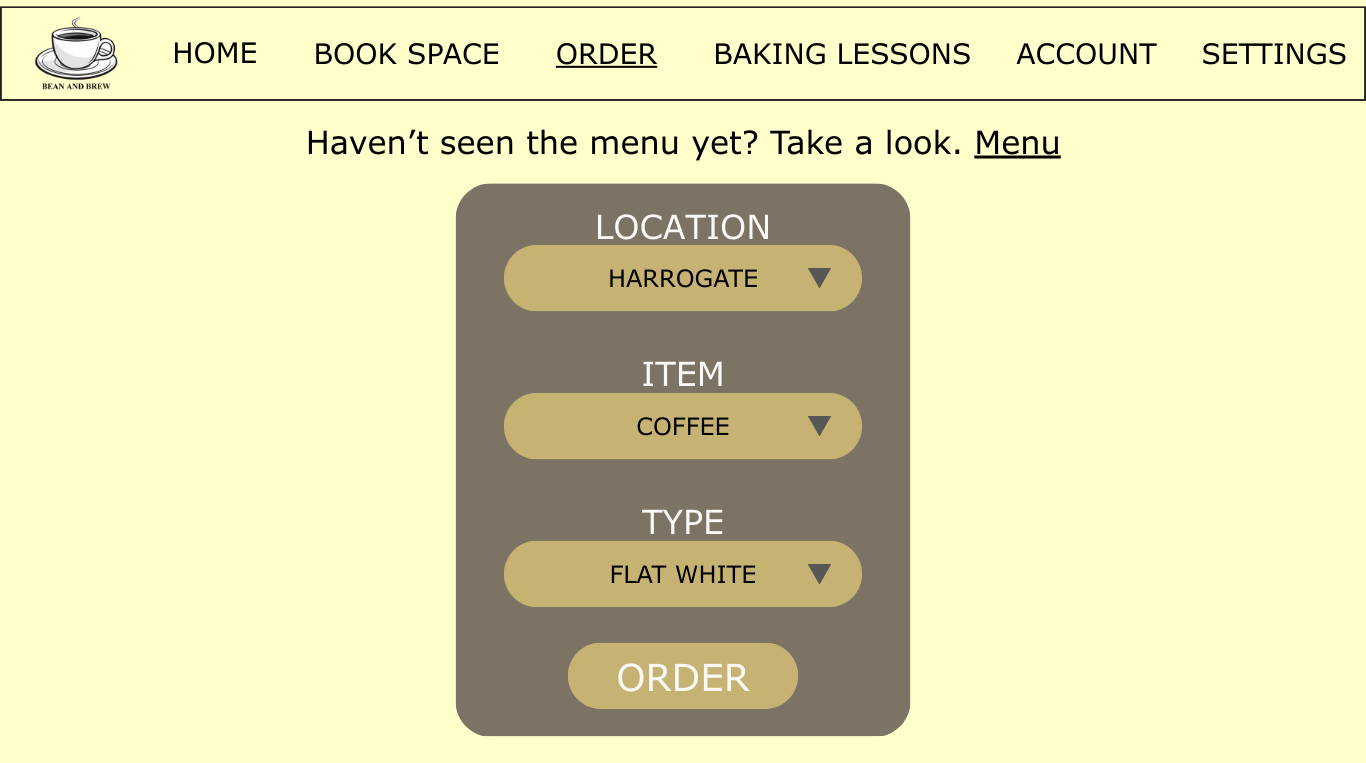 HOME BOOK SPACE ORDER BAKING LESSONS ACCOUNT SETTINGS
BEAN AND BREW
Haven’t seen the menu yet? Take a look. Menu
LOCATION
HARROGATE
ITEM
COFFEE
TYPE
FLAT WHITE
ORDER